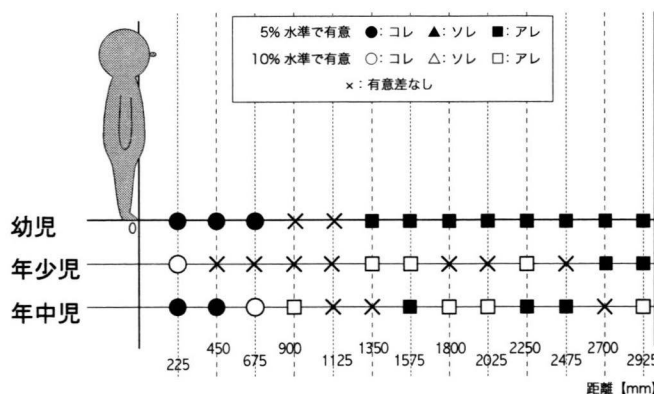 5% 水準で有意 ●：コレ ▲：ソレ ■：アレ
10% 水準で有意 ○：コレ △：ソレ □：アレ
×：有意差なし
0
幼児
年少児
年中児
450 900 1350 1800 2250 2700
225 675 1125 1575 2025 2475 2925
距離 [mm]